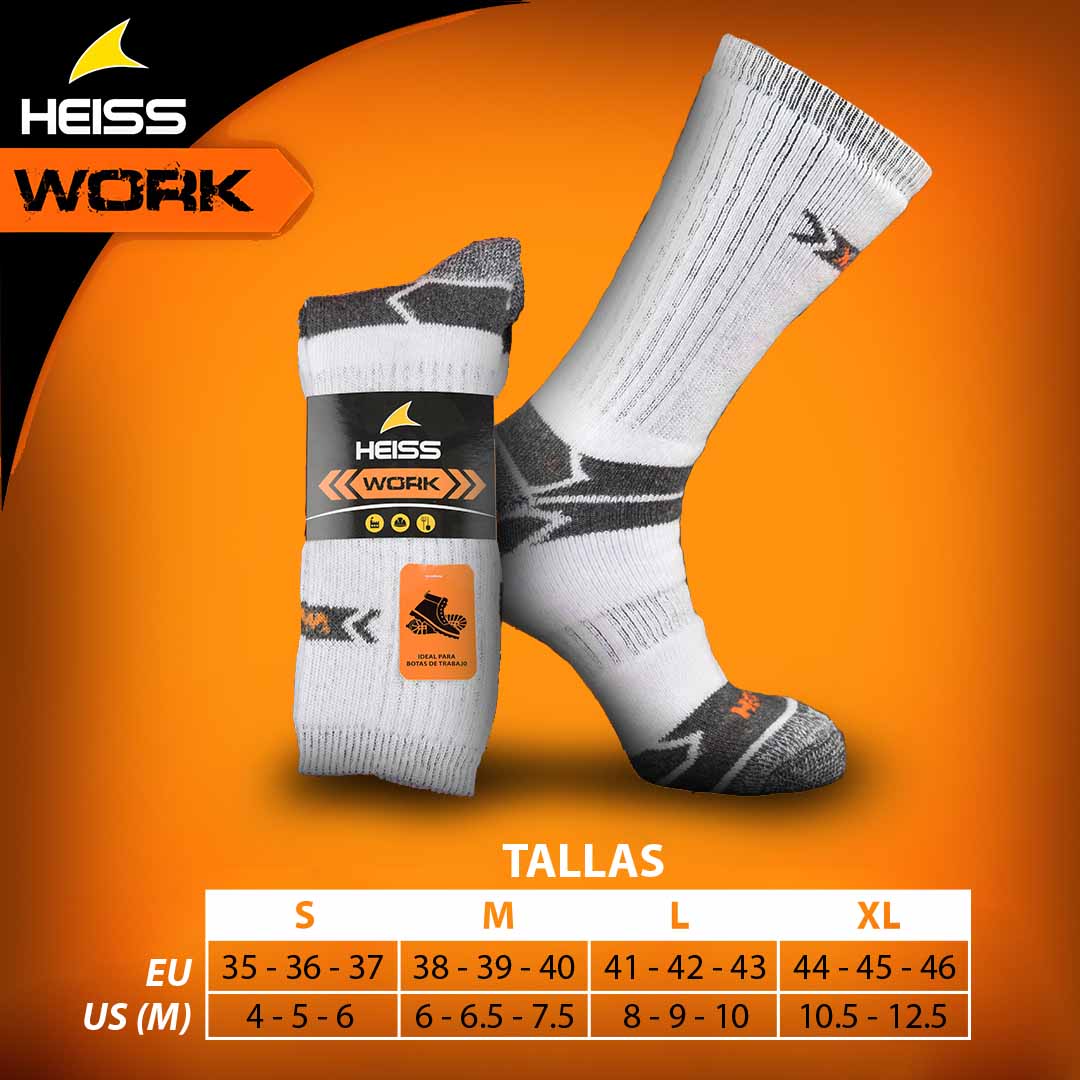 HEISS
WORK
HEISS
WORK
IDEAL PARA
BOTAS DE TRABAJO
TALLAS
S M L XL
EU 35 - 36 - 37 38 - 39 - 40 41 - 42 - 43 44 - 45 - 46
US (M) 4 - 5 - 6 6 - 6.5 - 7.5 8 - 9 - 10 10.5 - 12.5